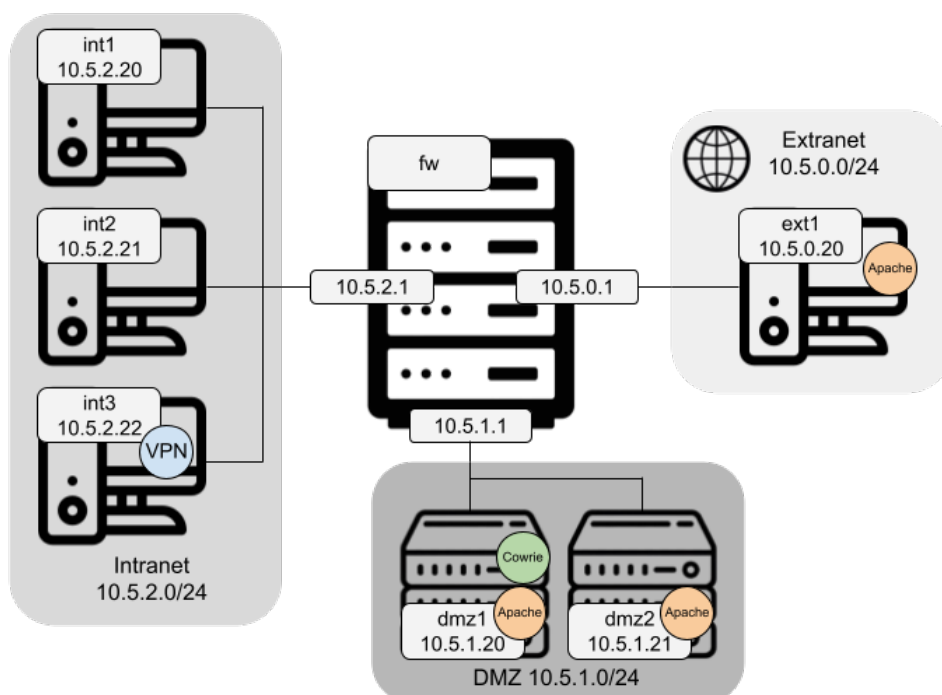 int1
10.5.2.20
int2
10.5.2.21
int3
10.5.2.22
VPN
Intranet
10.5.2.0/24
fw
10.5.2.1
10.5.0.1
10.5.1.1
Extranet
10.5.0.0/24
ext1
10.5.0.20
Apache
Cowrie
Apache
dmz1
10.5.1.20
Apache
dmz2
10.5.1.21
DMZ 10.5.1.0/24